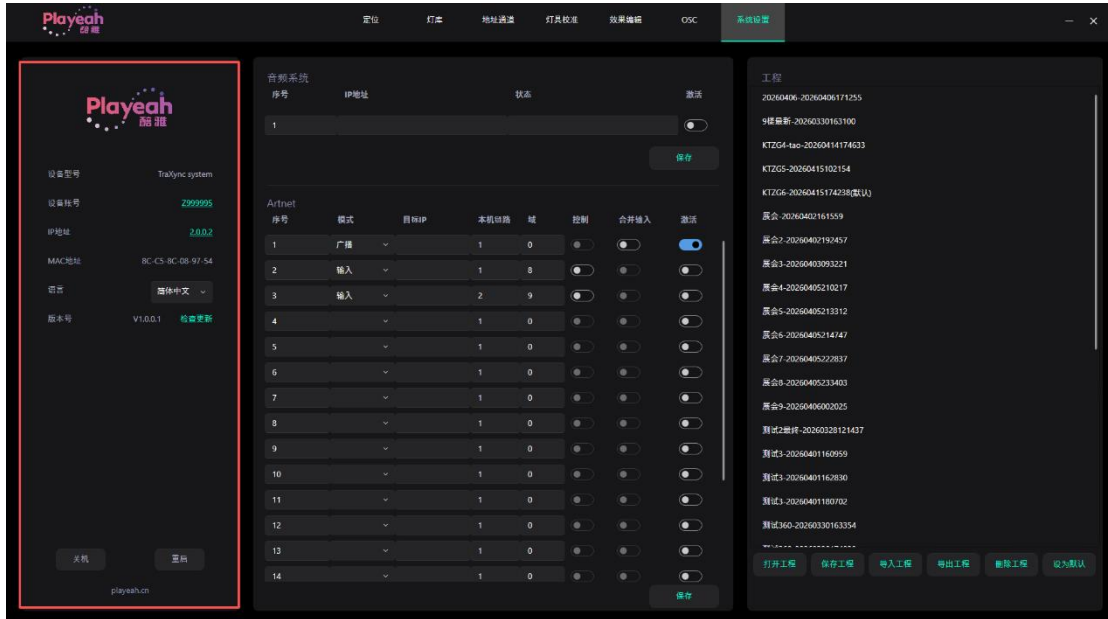 Playeah
酷雅
定位 灯库 地址通道 灯具校准 效果编辑 OSC 系统设置
Playeah
酷雅
设备型号 TraXync system
设备账号 Z999995
IP地址 2.0.0.2
MAC地址 8C-C5-8C-08-97-54
语言 简体中文
版本号 V1.0.0.1 检查更新
关机 重启
playeah.cn
音频系统
序号 IP地址 状态 激活
1
保存
Artnet
序号 模式 目标IP 本机链路 域 控制 合并输入 激活
1 广播 1 0
2 输入 1 8
3 输入 2 9
4 1 0
5 1 0
6 1 0
7 1 0
8 1 0
9 1 0
10 1 0
11 1 0
12 1 0
13 1 0
14 1 0
保存
工程
20260406-20260406171255
9楼最新-20260330163100
KTZG4-tao-20260414174633
KTZG5-20260415102154
KTZG6-20260415174238(默认)
展会-20260402161559
展会2-20260402192457
展会3-20260403093221
展会4-20260405210217
展会5-20260405213312
展会6-20260405214747
展会7-20260405222837
展会8-20260405233403
展会9-20260406002025
测试2最终-20260328121437
测试3-20260401160959
测试3-20260401162830
测试3-20260401180702
测试360-20260330163354
打开工程 保存工程 导入工程 导出工程 删除工程 设为默认